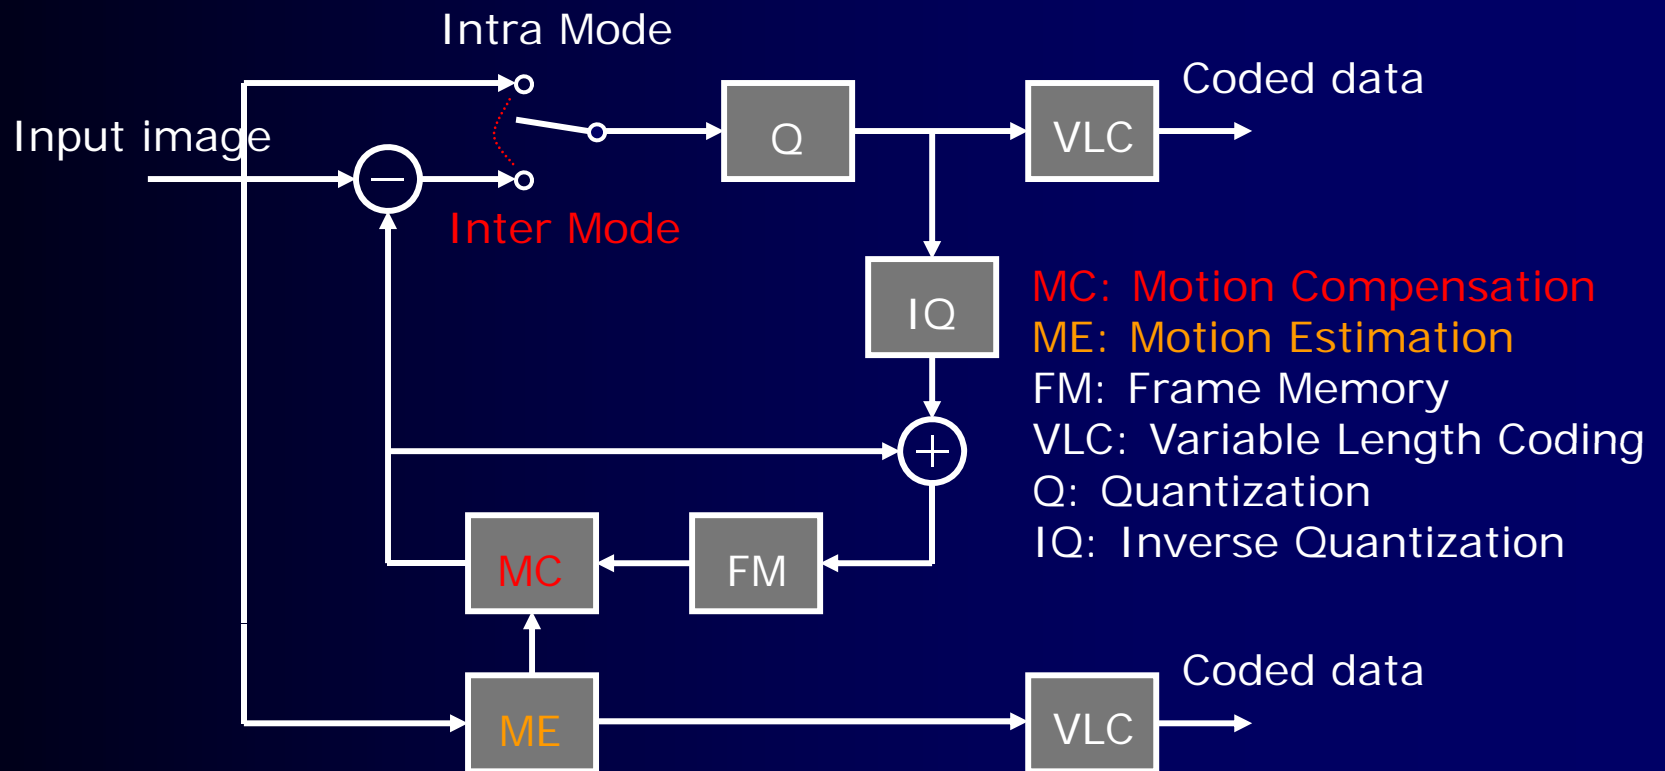 Intra Mode
Input image
Q
VLC
Coded data
Inter Mode
IQ
MC: Motion Compensation
ME: Motion Estimation
FM: Frame Memory
VLC: Variable Length Coding
Q: Quantization
IQ: Inverse Quantization
MC
FM
ME
VLC
Coded data